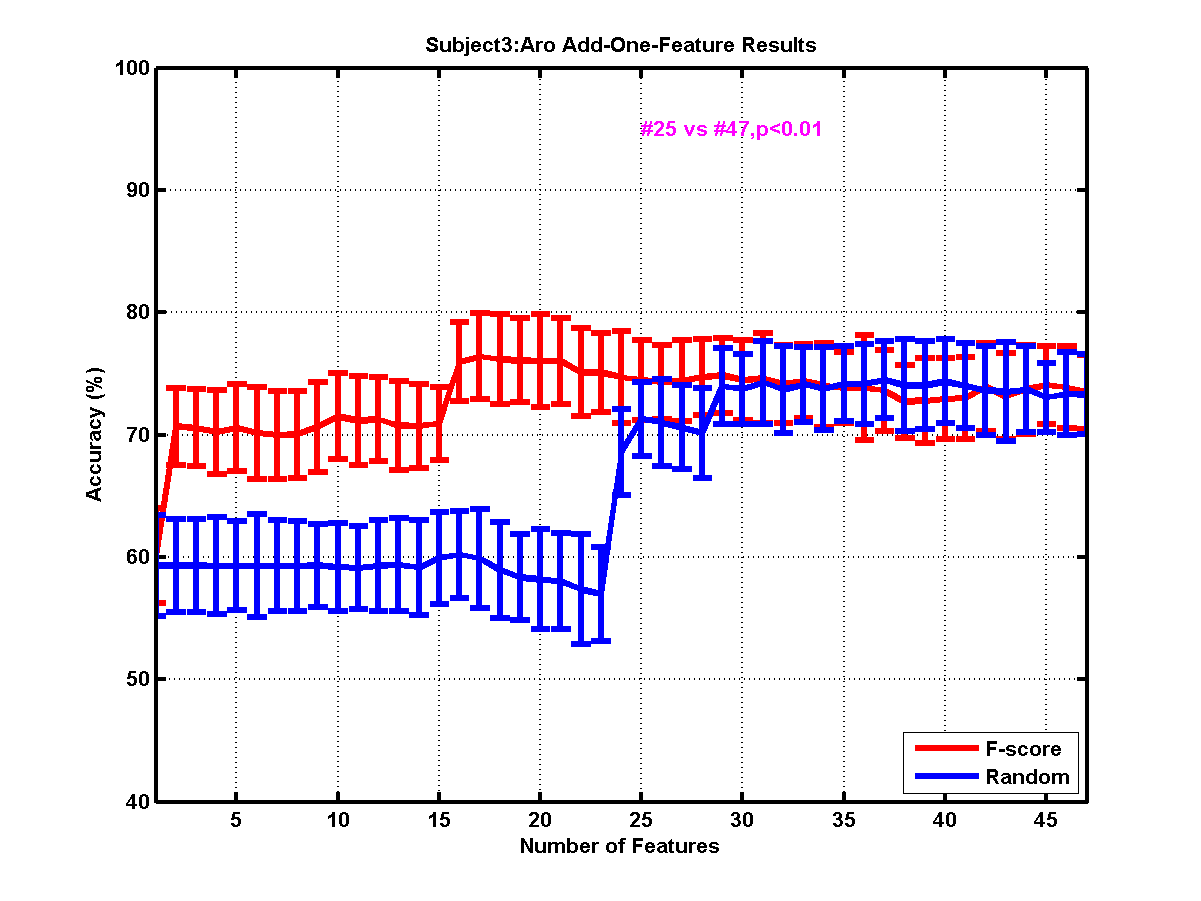 Subject3:Aro Add-One-Feature Results
#25 vs #47,p<0.01
Accuracy (%)
100
90
80
70
60
50
40
5 10 15 20 25 30 35 40 45
Number of Features
F-score
Random